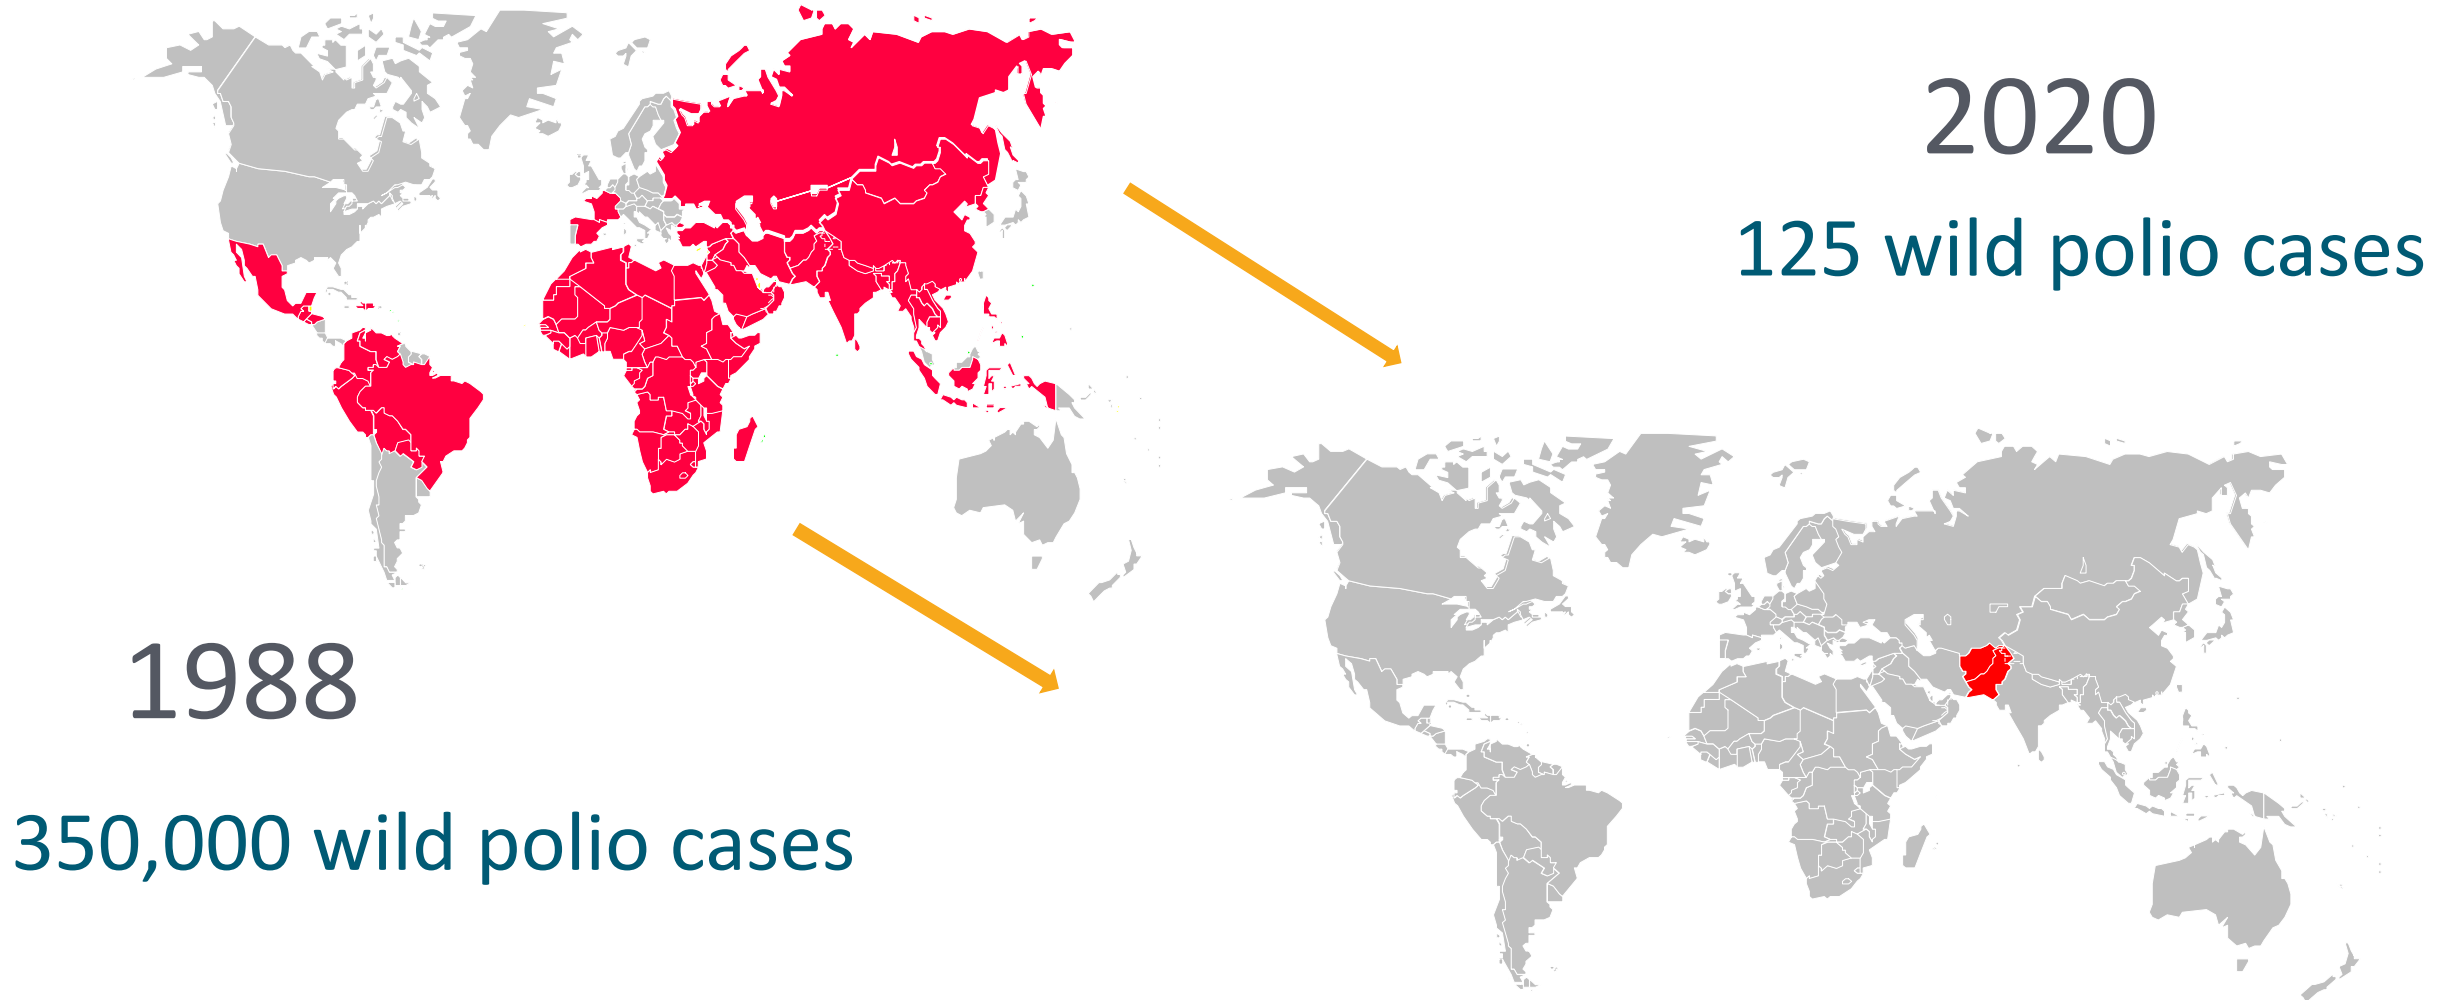 1988
350,000 wild polio cases
2020
125 wild polio cases